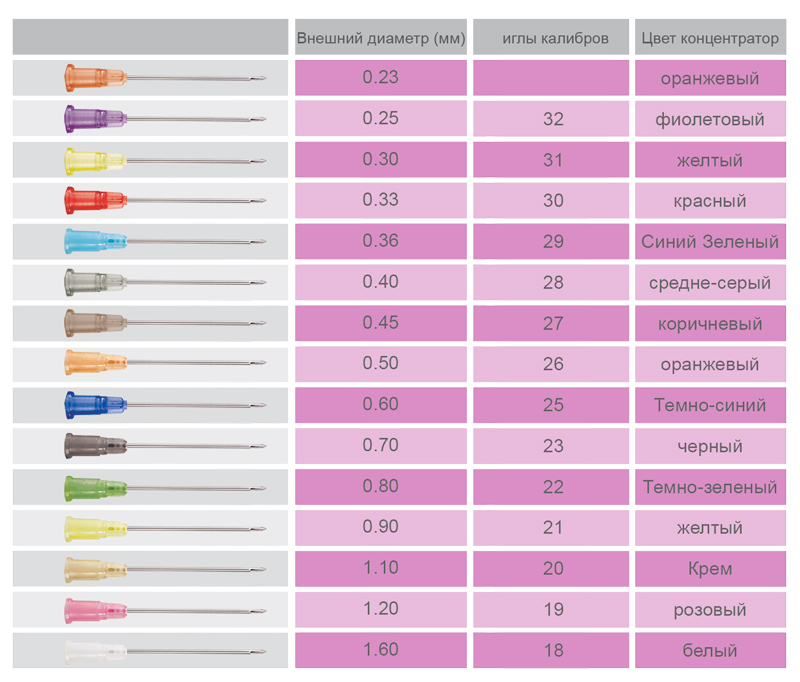 Внешний диаметр (мм) иглы калибров Цвет концентратор
0.23 оранжевый
0.25 32 фиолетовый
0.30 31 желтый
0.33 30 красный
0.36 29 Синий Зеленый
0.40 28 средне-серый
0.45 27 коричневый
0.50 26 оранжевый
0.60 25 Темно-синий
0.70 23 черный
0.80 22 Темно-зеленый
0.90 21 желтый
1.10 20 Крем
1.20 19 розовый
1.60 18 белый